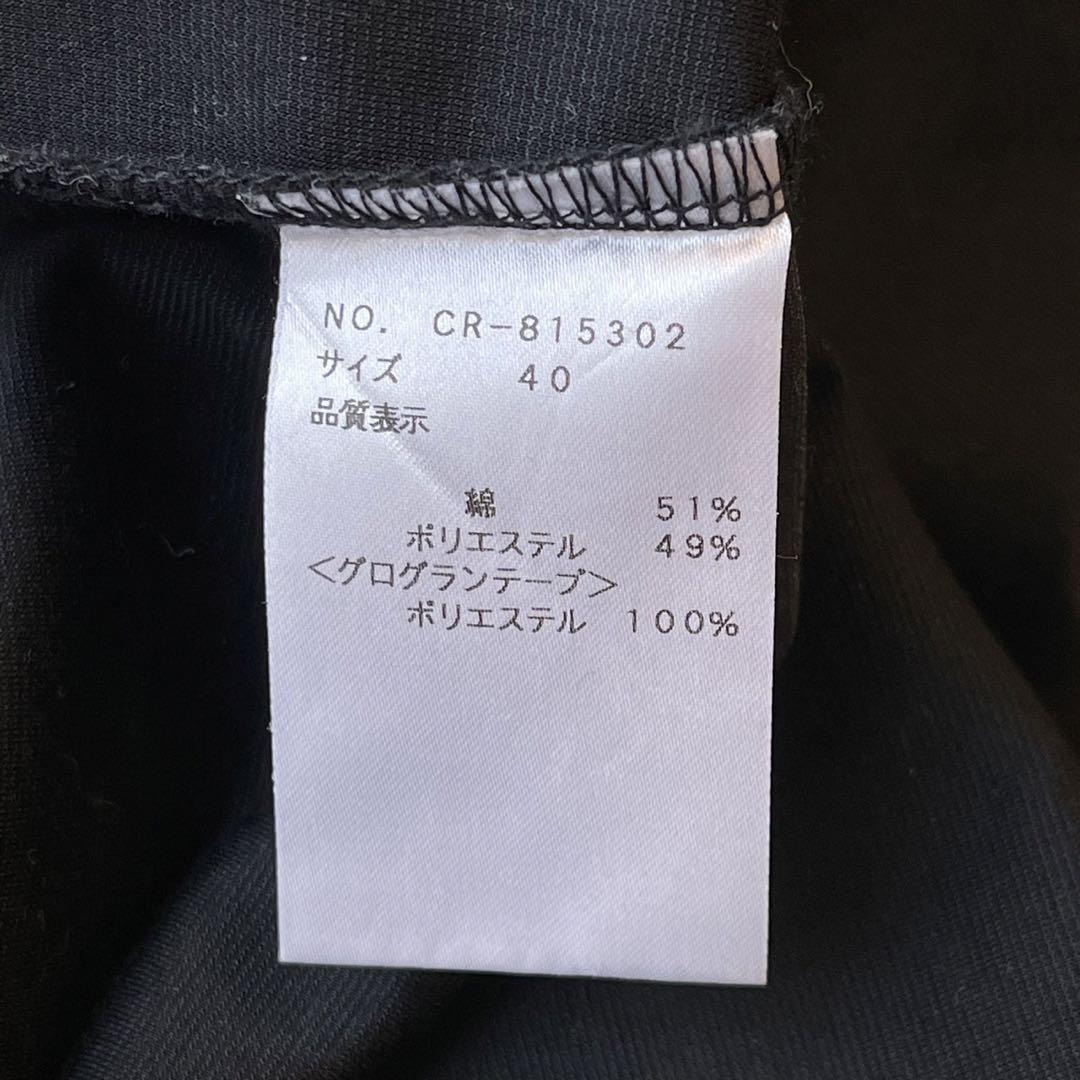 NO. CR-815302
サイズ 40
品質表示
綿 51%
ポリエステル 49%
<グログランテープ>
ポリエステル 100%